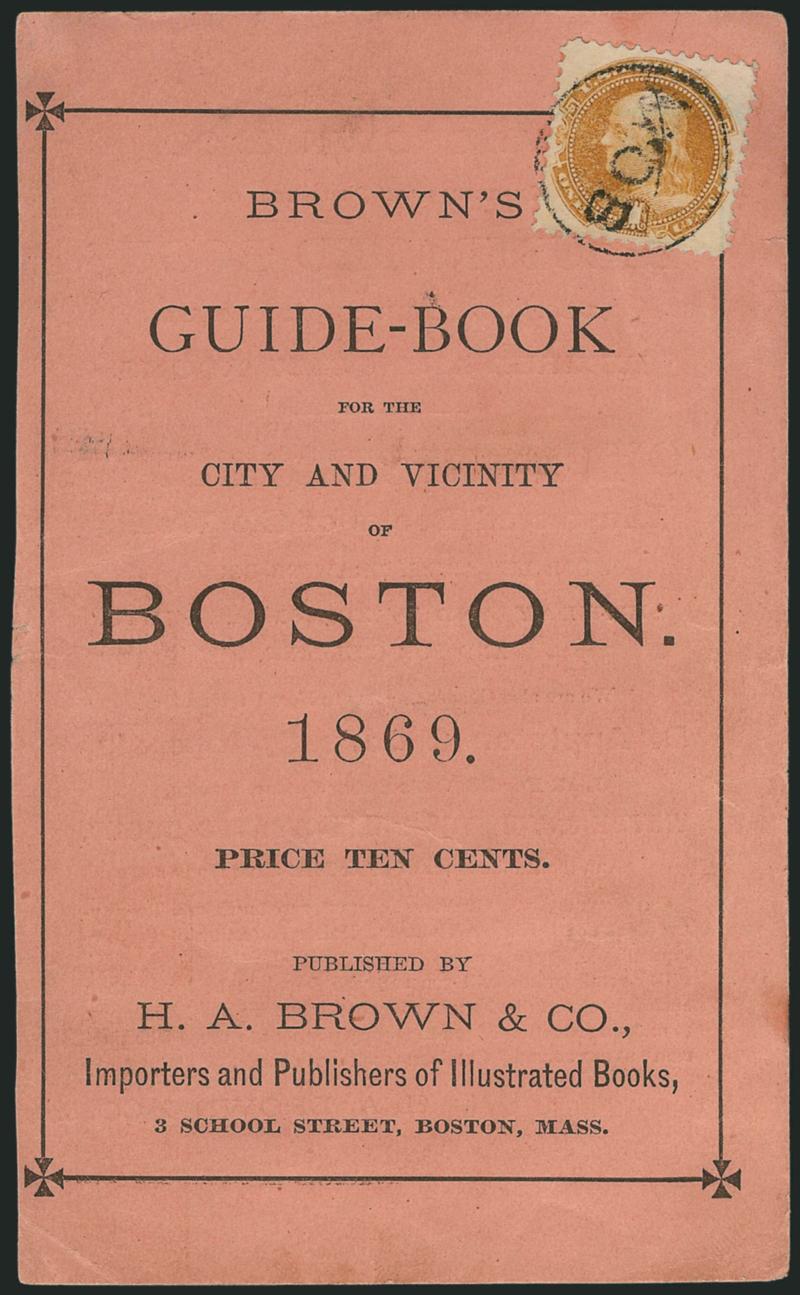 BROWN'S
GUIDE-BOOK
FOR THE
CITY AND VICINITY
OF
BOSTON.
1869.
PRICE TEN CENTS.
PUBLISHED BY
H. A. BROWN & CO.,
Importers and Publishers of Illustrated Books,
3 SCHOOL STREET, BOSTON, MASS.